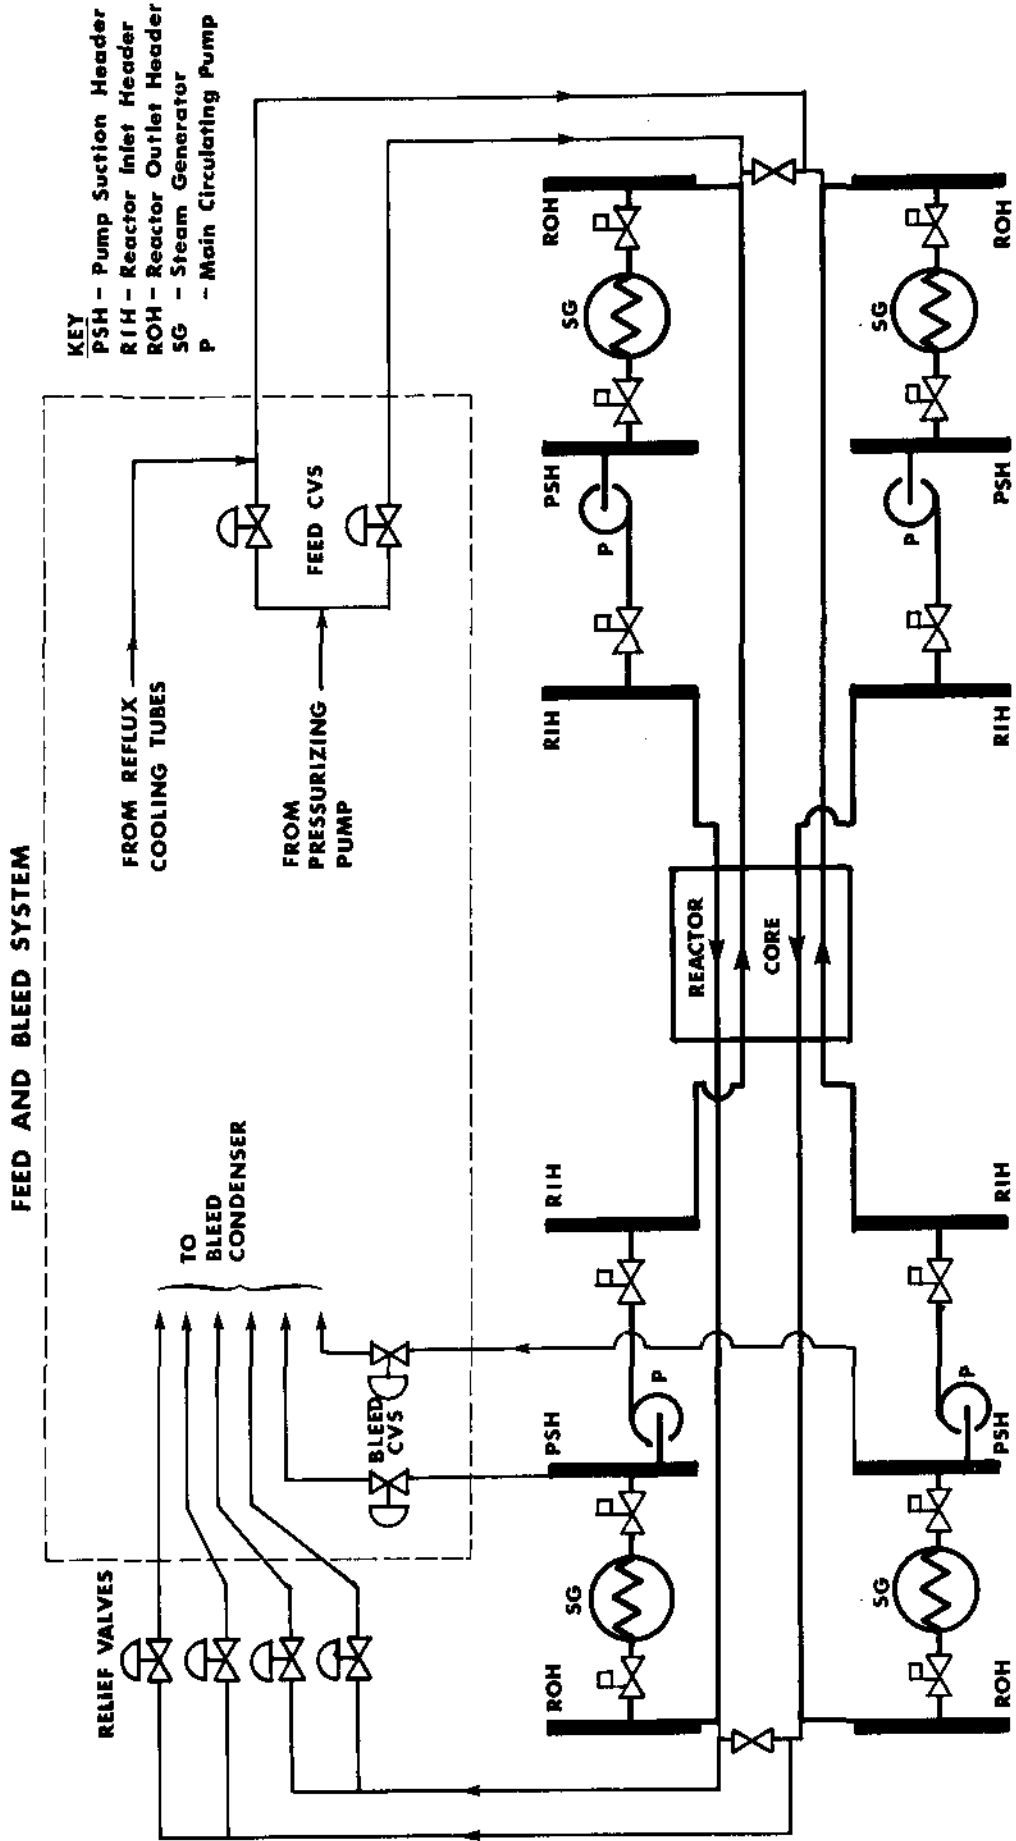 FEED AND BLEED SYSTEM
KEY
PSH – Pump Suction Header
RIH – Reactor Inlet Header
ROH – Reactor Outlet Header
SG – Steam Generator
P – Main Circulating Pump
RELIEF VALVES
TO
BLEED
CONDENSER
BLEED
CVS
FROM REFLUX
COOLING TUBES
FROM
PRESSURIZING
PUMP
FEED CVS
ROH
SG
PSH
P
RIH
RIH
P
PSH
SG
ROH
REACTOR
CORE
ROH
SG
PSH
P
RIH
RIH
P
PSH
SG
ROH